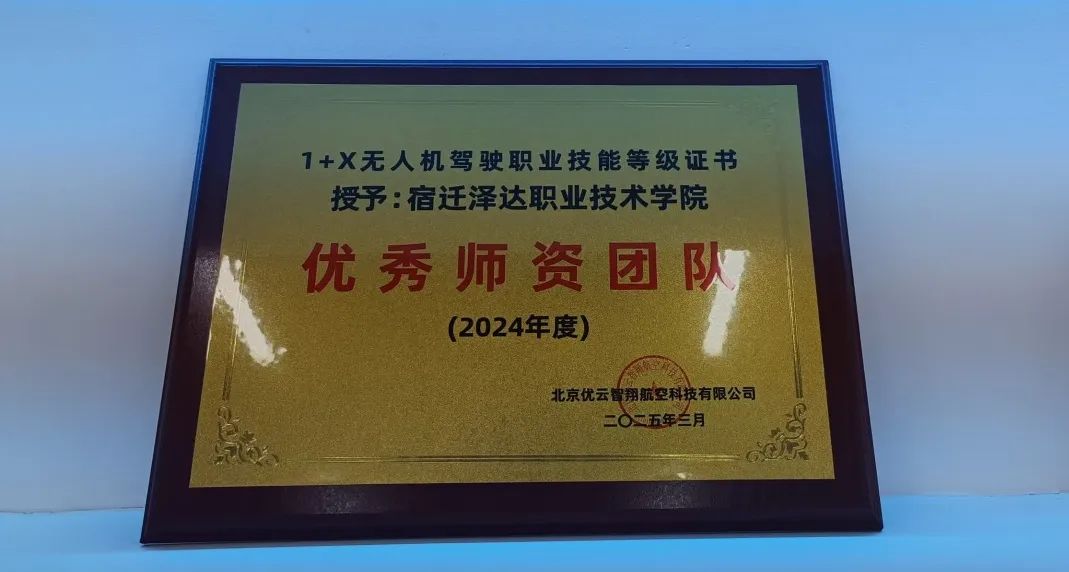 1+X无人机驾驶职业技能等级证书
授予:宿迁泽达职业技术学院
优秀师资团队
(2024年度)
北京优云智翔航空科技有限公司
二〇二五年三月